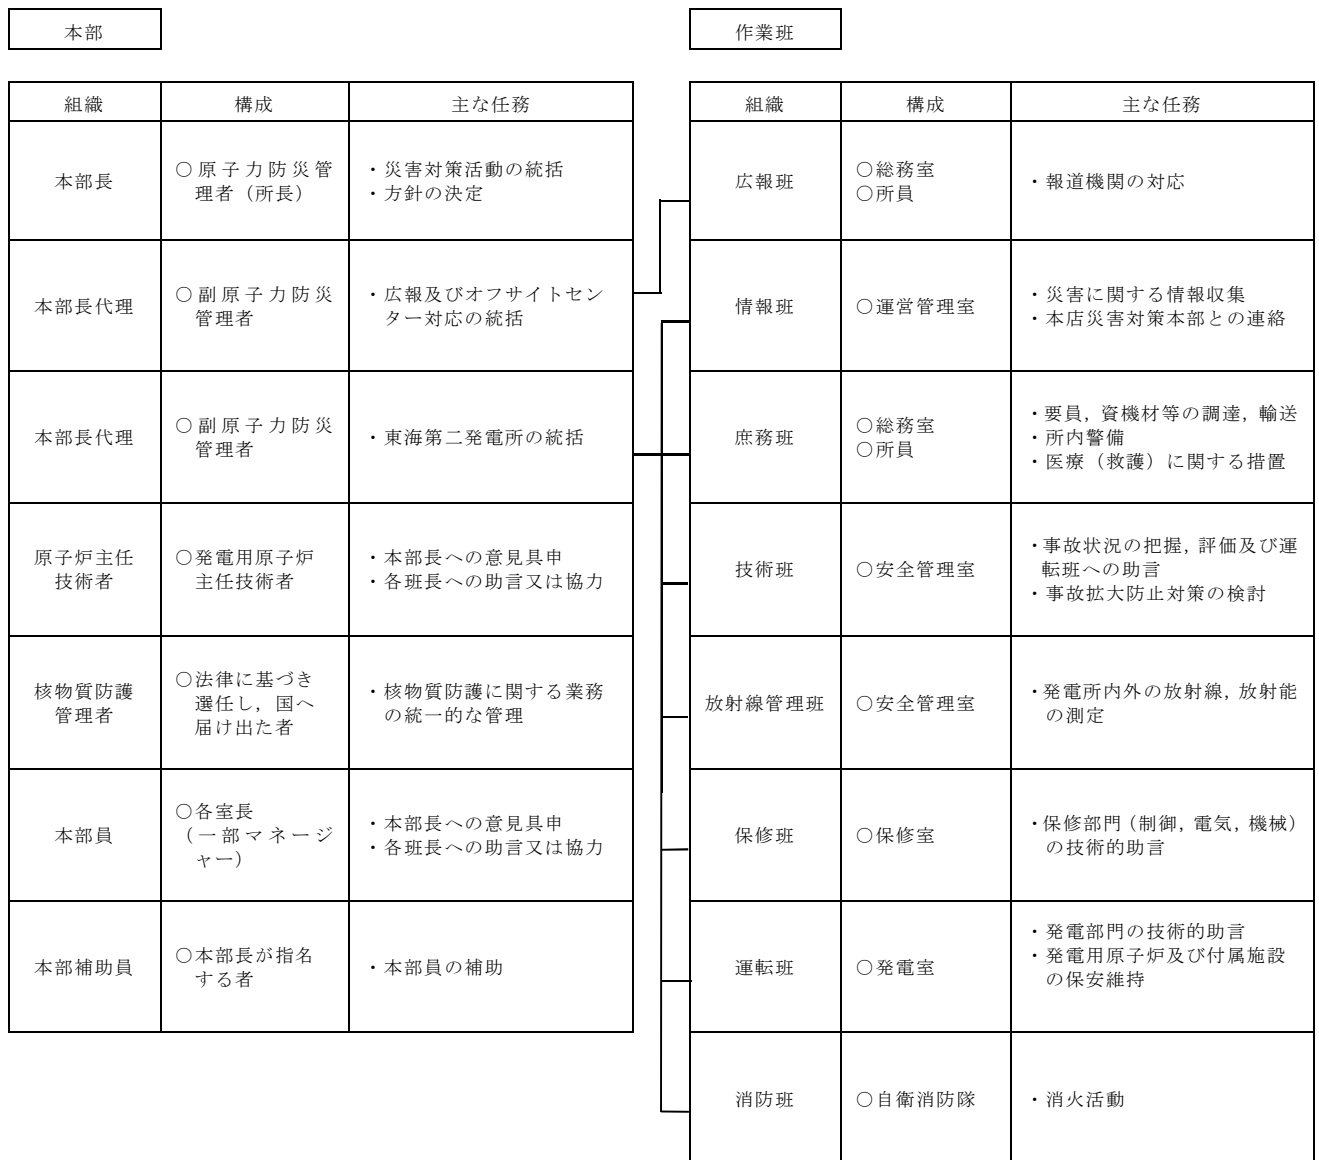 本部
組織 構成 主な任務
本部長
○原子力防災管
理者（所長）
・災害対策活動の統括
・方針の決定
本部長代理
○副原子力防災
管理者
・広報及びオフサイトセン
ター対応の統括
本部長代理
○副原子力防災
管理者
・東海第二発電所の統括
原子炉主任
技術者
○発電用原子炉
主任技術者
・本部長への意見具申
・各班長への助言又は協力
核物質防護
管理者
○法律に基づき
選任し，国へ
届け出た者
・核物質防護に関する業務
の統一的な管理
本部員
○各室長
（一部マネージ
ャー）
・本部長への意見具申
・各班長への助言又は協力
本部補助員
○本部長が指名
する者
・本部員の補助
作業班
組織 構成 主な任務
広報班
○総務室
○所員
・報道機関の対応
情報班
○運営管理室
・災害に関する情報収集
・本店災害対策本部との連絡
庶務班
○総務室
○所員
・要員，資機材等の調達，輸送
・所内警備
・医療（救護）に関する措置
技術班
○安全管理室
・事故状況の把握，評価及び運
転班への助言
・事故拡大防止対策の検討
放射線管理班
○安全管理室
・発電所内外の放射線，放射能
の測定
保修班
○保修室
・保修部門（制御，電気，機械）
の技術的助言
運転班
○発電室
・発電部門の技術的助言
・発電用原子炉及び付属施設
の保安維持
消防班
○自衛消防隊
・消火活動